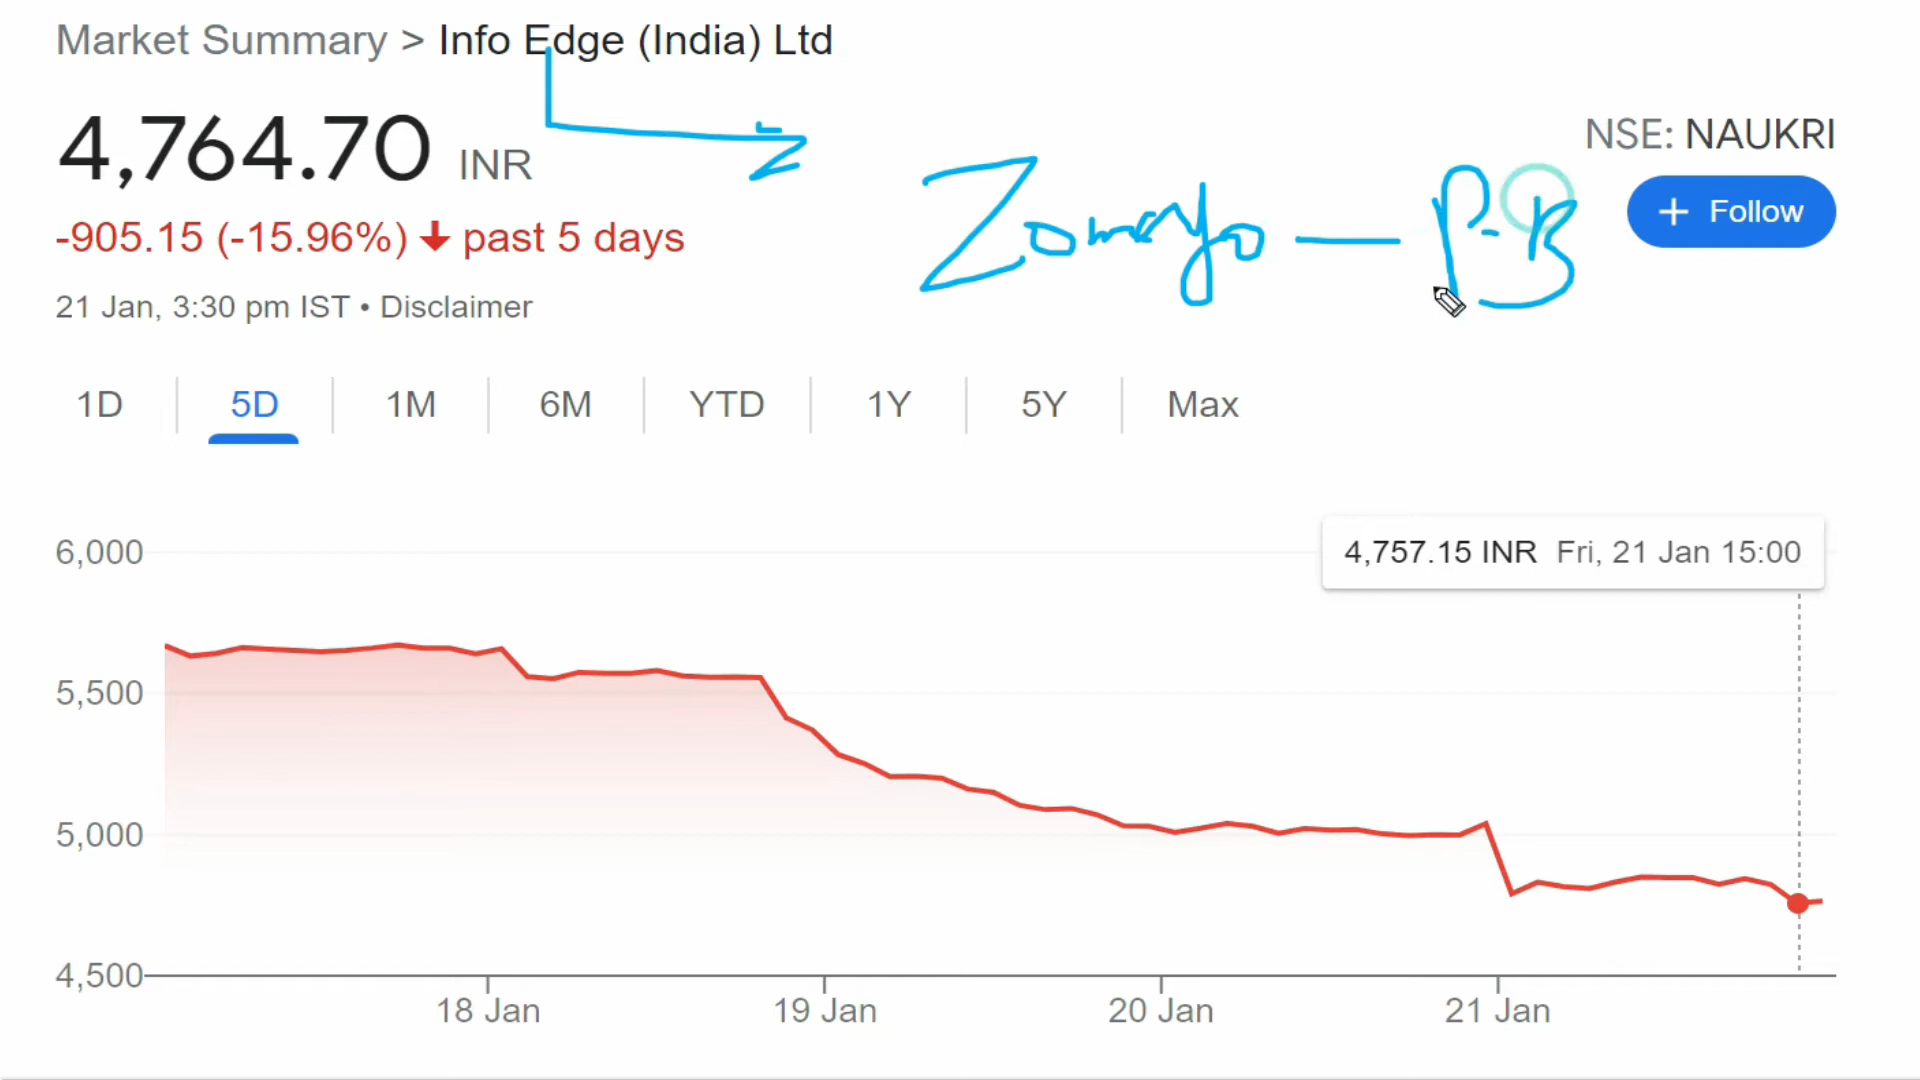 Market Summary > Info Edge (India) Ltd
4,764.70 INR
NSE: NAUKRI
-905.15 (-15.96%) past 5 days
+ Follow
Zomato — P.B
21 Jan, 3:30 pm IST • Disclaimer
1D 5D 1M 6M YTD 1Y 5Y Max
4,757.15 INR Fri, 21 Jan 15:00
6,000
5,500
5,000
4,500
18 Jan 19 Jan 20 Jan 21 Jan